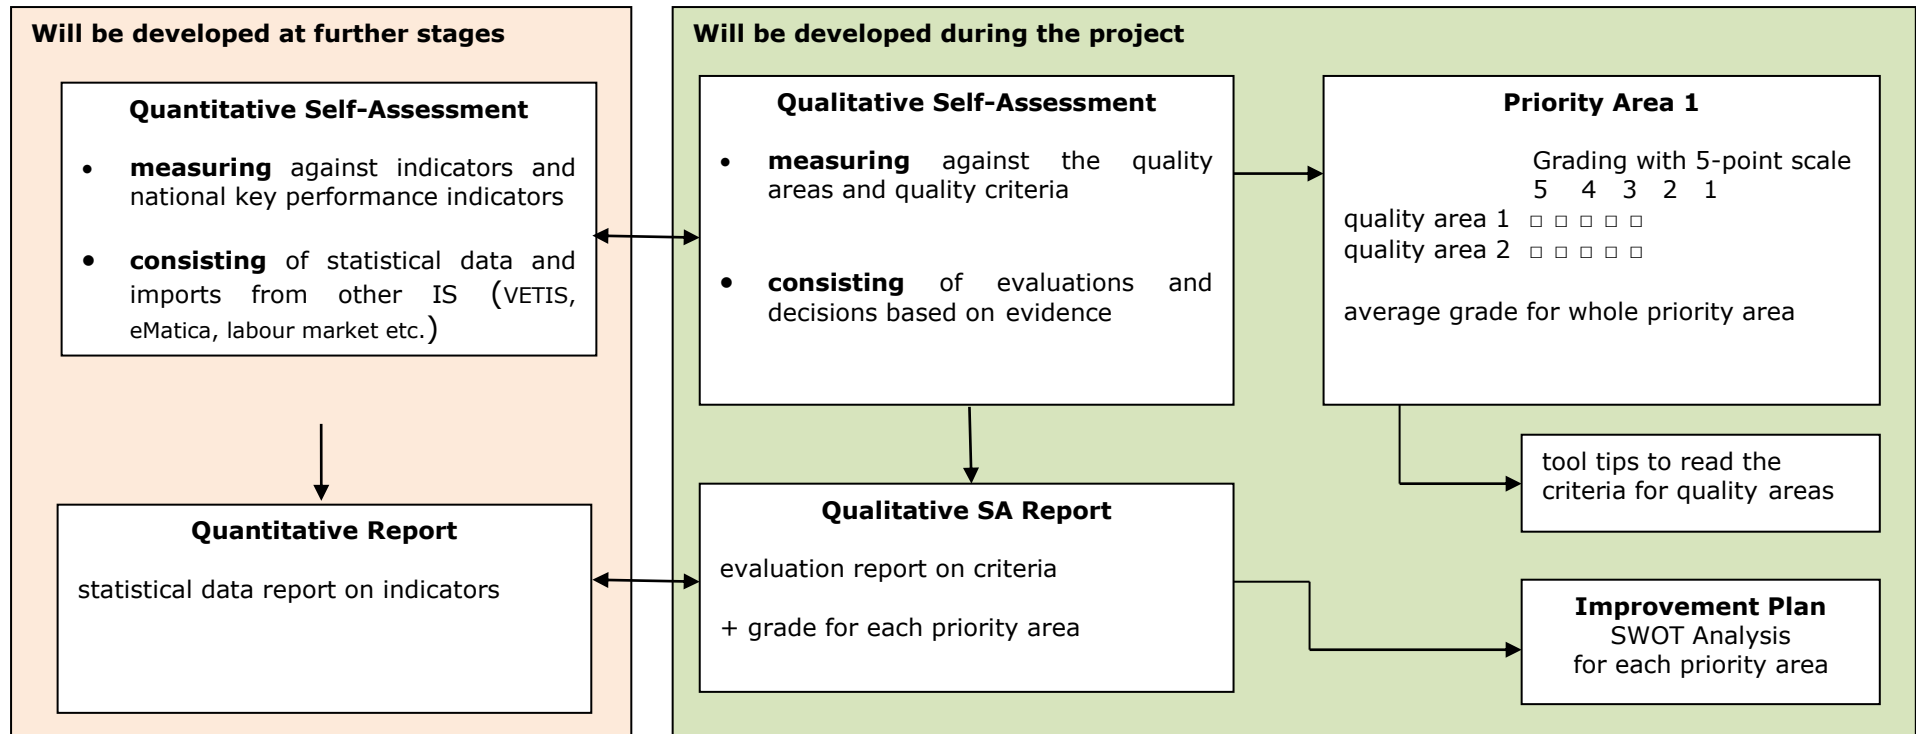 Will be developed at further stages
Quantitative Self-Assessment
• measuring against indicators and
national key performance indicators
• consisting of statistical data and
imports from other IS (VETIS,
eMatica, labour market etc.)
Quantitative Report
statistical data report on indicators
Will be developed during the project
Qualitative Self-Assessment
• measuring against the quality
areas and quality criteria
• consisting of evaluations and
decisions based on evidence
Priority Area 1
Grading with 5-point scale
5 4 3 2 1
quality area 1 □ □ □ □ □
quality area 2 □ □ □ □ □
average grade for whole priority area
tool tips to read the
criteria for quality areas
Qualitative SA Report
evaluation report on criteria
+ grade for each priority area
Improvement Plan
SWOT Analysis
for each priority area